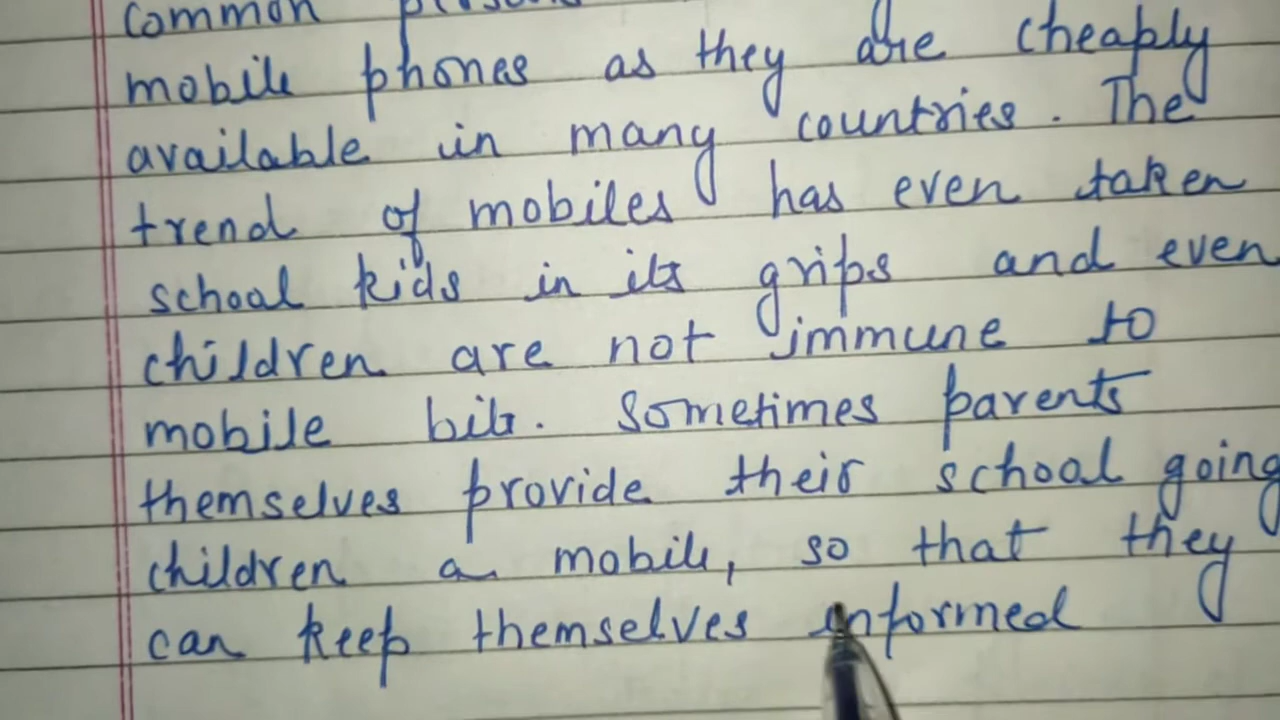 common
mobile phones as they are cheaply
available in many countries. The
trend of mobiles has even taken
school kids in its grips and even
children are not immune to
mobile bite. Sometimes parents
themselves provide their school going
children a mobile, so that they
can keep themselves informed